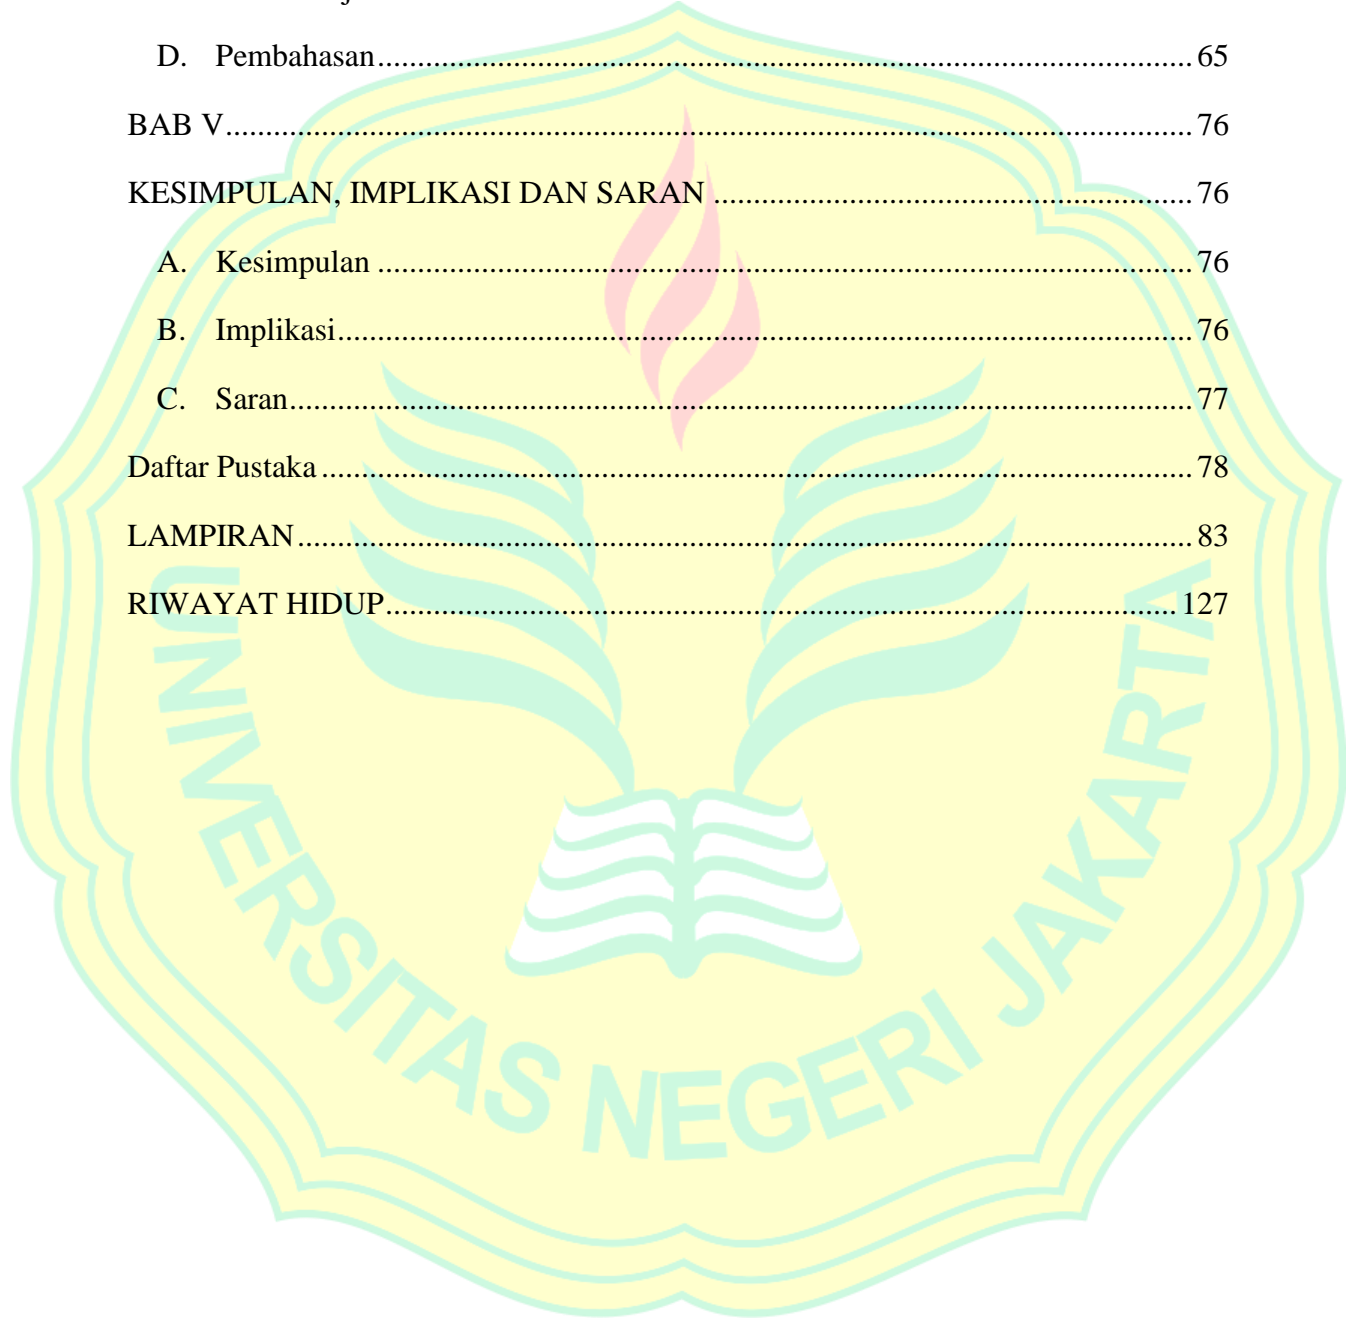 D. Pembahasan........................................................................................................ 65
BAB V........................................................................................................................... 76
KESIMPULAN, IMPLIKASI DAN SARAN ............................................................. 76
A. Kesimpulan ........................................................................................................ 76
B. Implikasi............................................................................................................. 76
C. Saran................................................................................................................... 77
Daftar Pustaka ............................................................................................................... 78
LAMPIRAN.................................................................................................................. 83
RIWAYAT HIDUP..................................................................................................... 127
UNIVERSITAS NEGERI JAKARTA